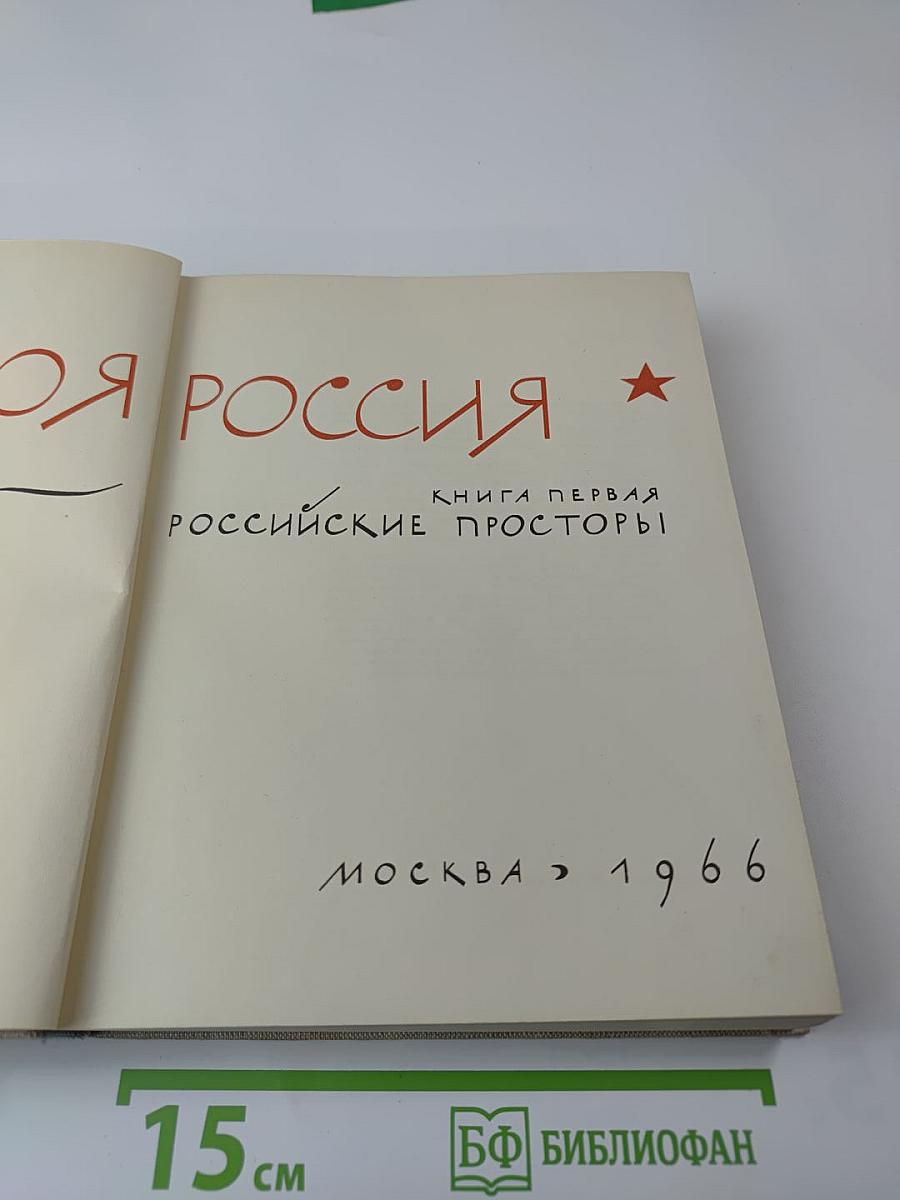 ОЯ РОССИЯ
КНИГА ПЕРВАЯ
РОССИЙСКИЕ ПРОСТОРЫ
МОСКВА 1966
15 см
БФ БИБЛИОФАН